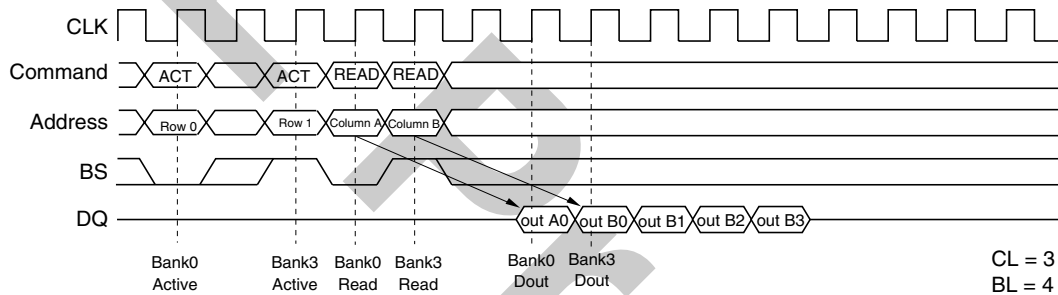 CLK
Command ACT ACT READ READ
Address Row 0 Row 1 Column A Column B
BS
DQ out A0 out B0 out B1 out B2 out B3
Bank0 Active
Bank3 Active
Bank0 Read
Bank3 Read
Bank0 Dout
Bank3 Dout
CL = 3
BL = 4